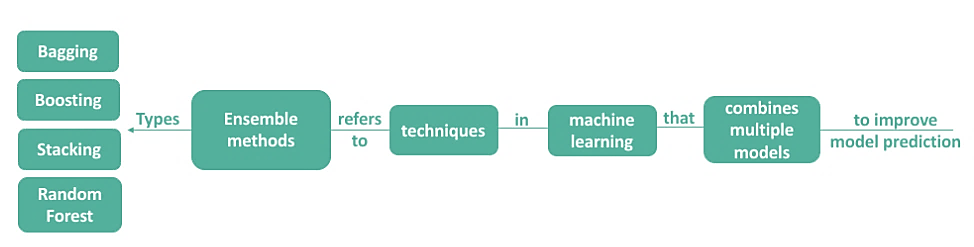 Bagging
Boosting
Stacking
Random
Forest
Types
Ensemble
methods
refers
to
techniques
in
machine
learning
that
combines
multiple
models
to improve
model prediction